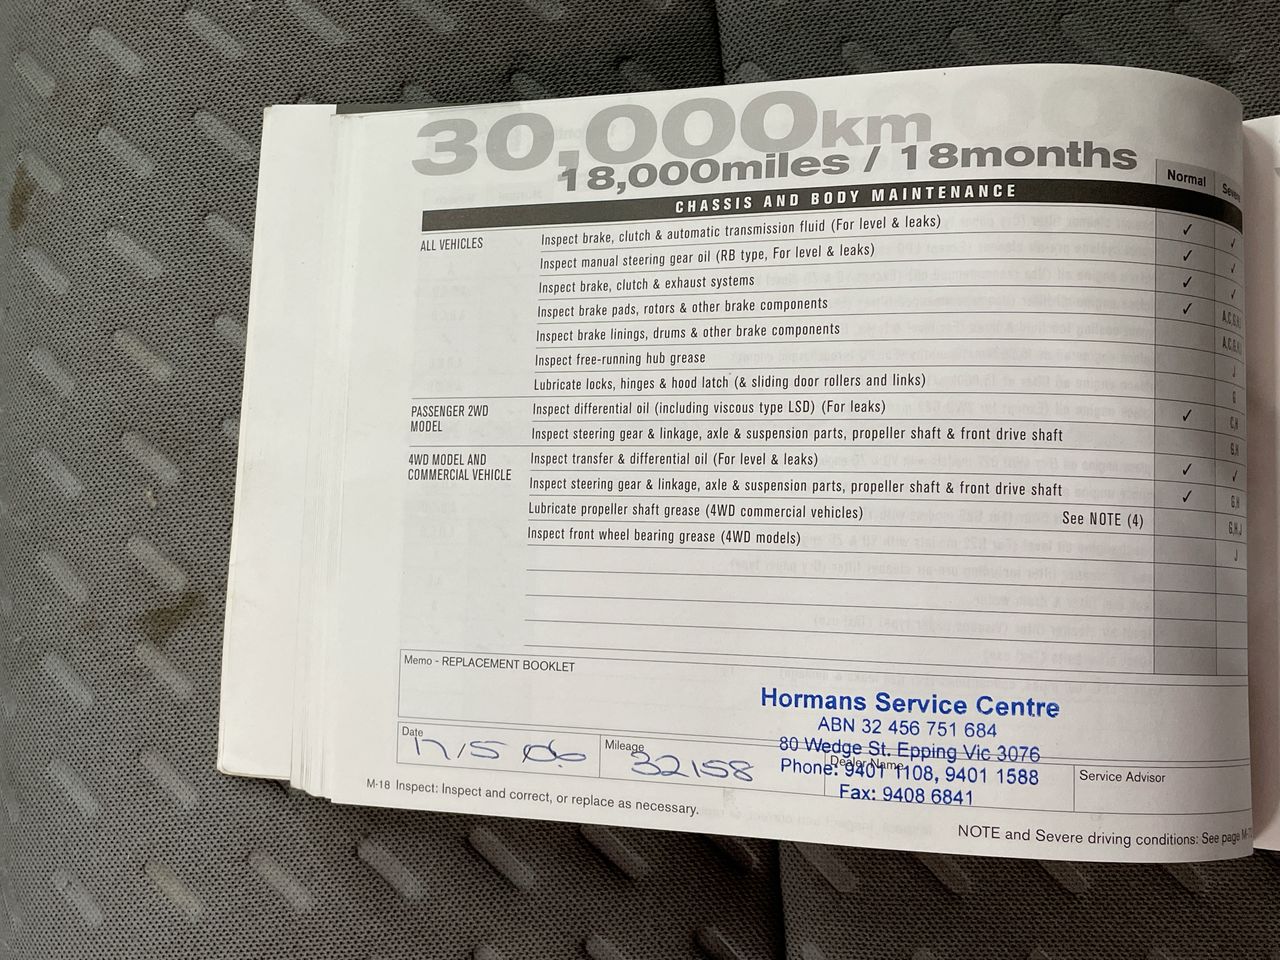 30,000km
18,000miles / 18months
Normal
CHASSIS AND BODY MAINTENANCE
ALL VEHICLES
Inspect brake, clutch & automatic transmission fluid (For level & leaks) ✓ ✓
Inspect manual steering gear oil (RB type, For level & leaks) ✓ ✓
Inspect brake, clutch & exhaust systems ✓ ✓
Inspect brake pads, rotors & other brake components ✓
Inspect brake linings, drums & other brake components
Inspect free-running hub grease J
Lubricate locks, hinges & hood latch (& sliding door rollers and links) G
PASSENGER 2WD
MODEL
Inspect differential oil (including viscous type LSD) (For leaks) ✓ C,H
Inspect steering gear & linkage, axle & suspension parts, propeller shaft & front drive shaft G,H
4WD MODEL AND
COMMERCIAL VEHICLE
Inspect transfer & differential oil (For level & leaks) ✓ ✓
Inspect steering gear & linkage, axle & suspension parts, propeller shaft & front drive shaft ✓ G,H
Lubricate propeller shaft grease (4WD commercial vehicles) See NOTE (4) G,H,J
Inspect front wheel bearing grease (4WD models) J
Memo - REPLACEMENT BOOKLET
Hormans Service Centre
ABN 32 456 751 684
80 Wedge St. Epping Vic 3076
Phone: 9401 1108, 9401 1588
Fax: 9408 6841
Date
17/5 06
Mileage
32158
Dealer Name
Service Advisor
M-18 Inspect: Inspect and correct, or replace as necessary.
NOTE and Severe driving conditions: See page